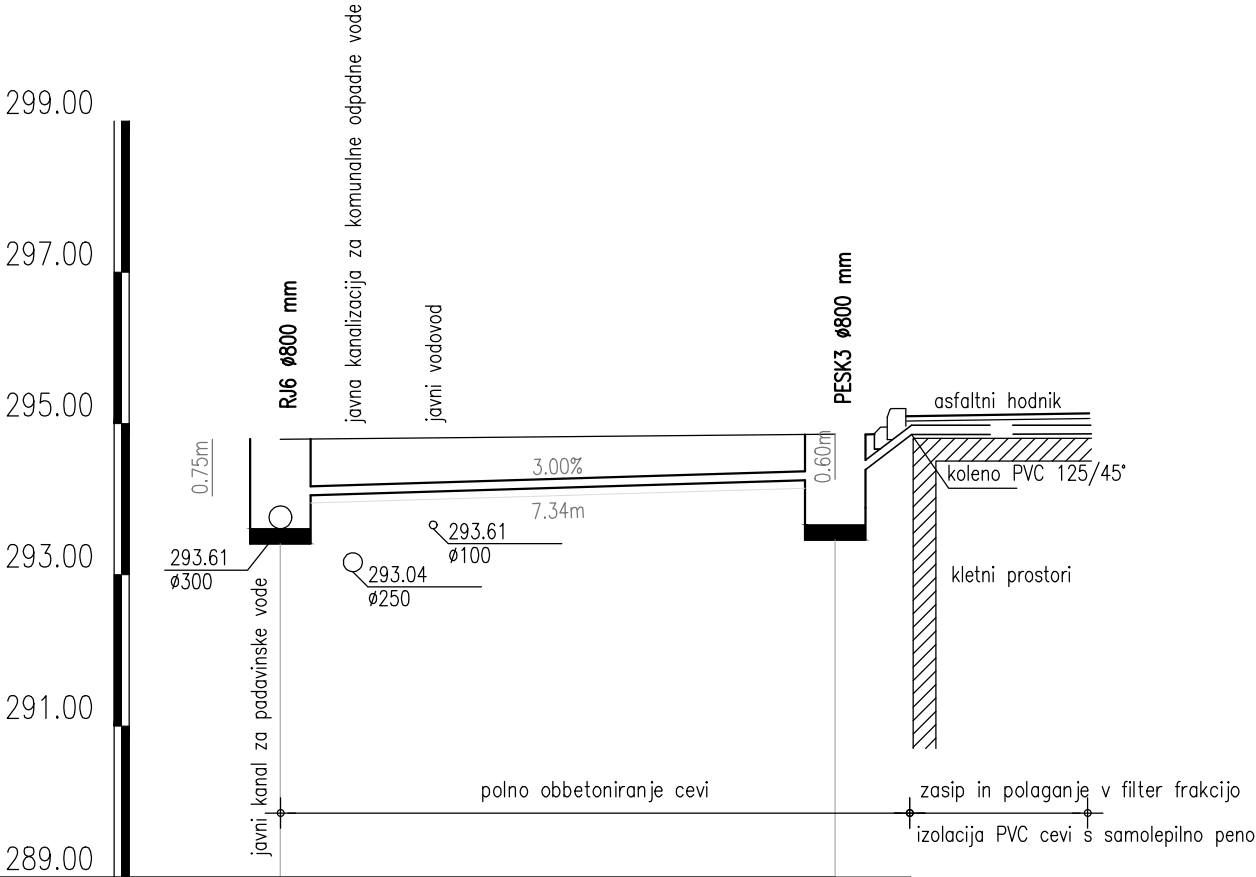 299.00
297.00
295.00
293.00
291.00
289.00
RJ6 ø800 mm
javna kanalizacija za komunalne odpadne vode
javni vodovod
PESK3 ø800 mm
asfaltni hodnik
0.75m
3.00%
7.34m
0.60m
koleno PVC 125/45°
293.61
ø300
293.61
ø100
293.04
ø250
kletni prostori
javni kanal za padavinske vode
polno obbetoniranje cevi
zasip in polaganje v filter frakcijo
izolacija PVC cevi s samolepilno peno